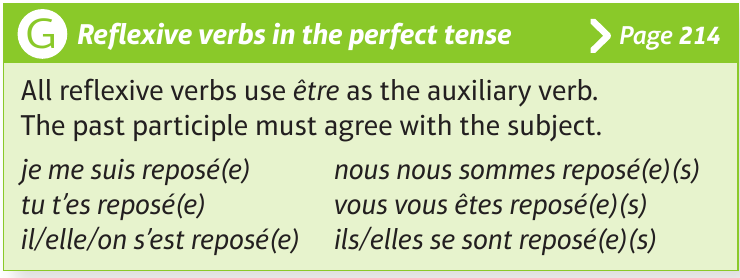 G Reflexive verbs in the perfect tense Page 214
All reflexive verbs use être as the auxiliary verb.
The past participle must agree with the subject.
je me suis reposé(e) nous nous sommes reposé(e)(s)
tu t’es reposé(e) vous vous êtes reposé(e)(s)
il/elle/on s’est reposé(e) ils/elles se sont reposé(e)(s)